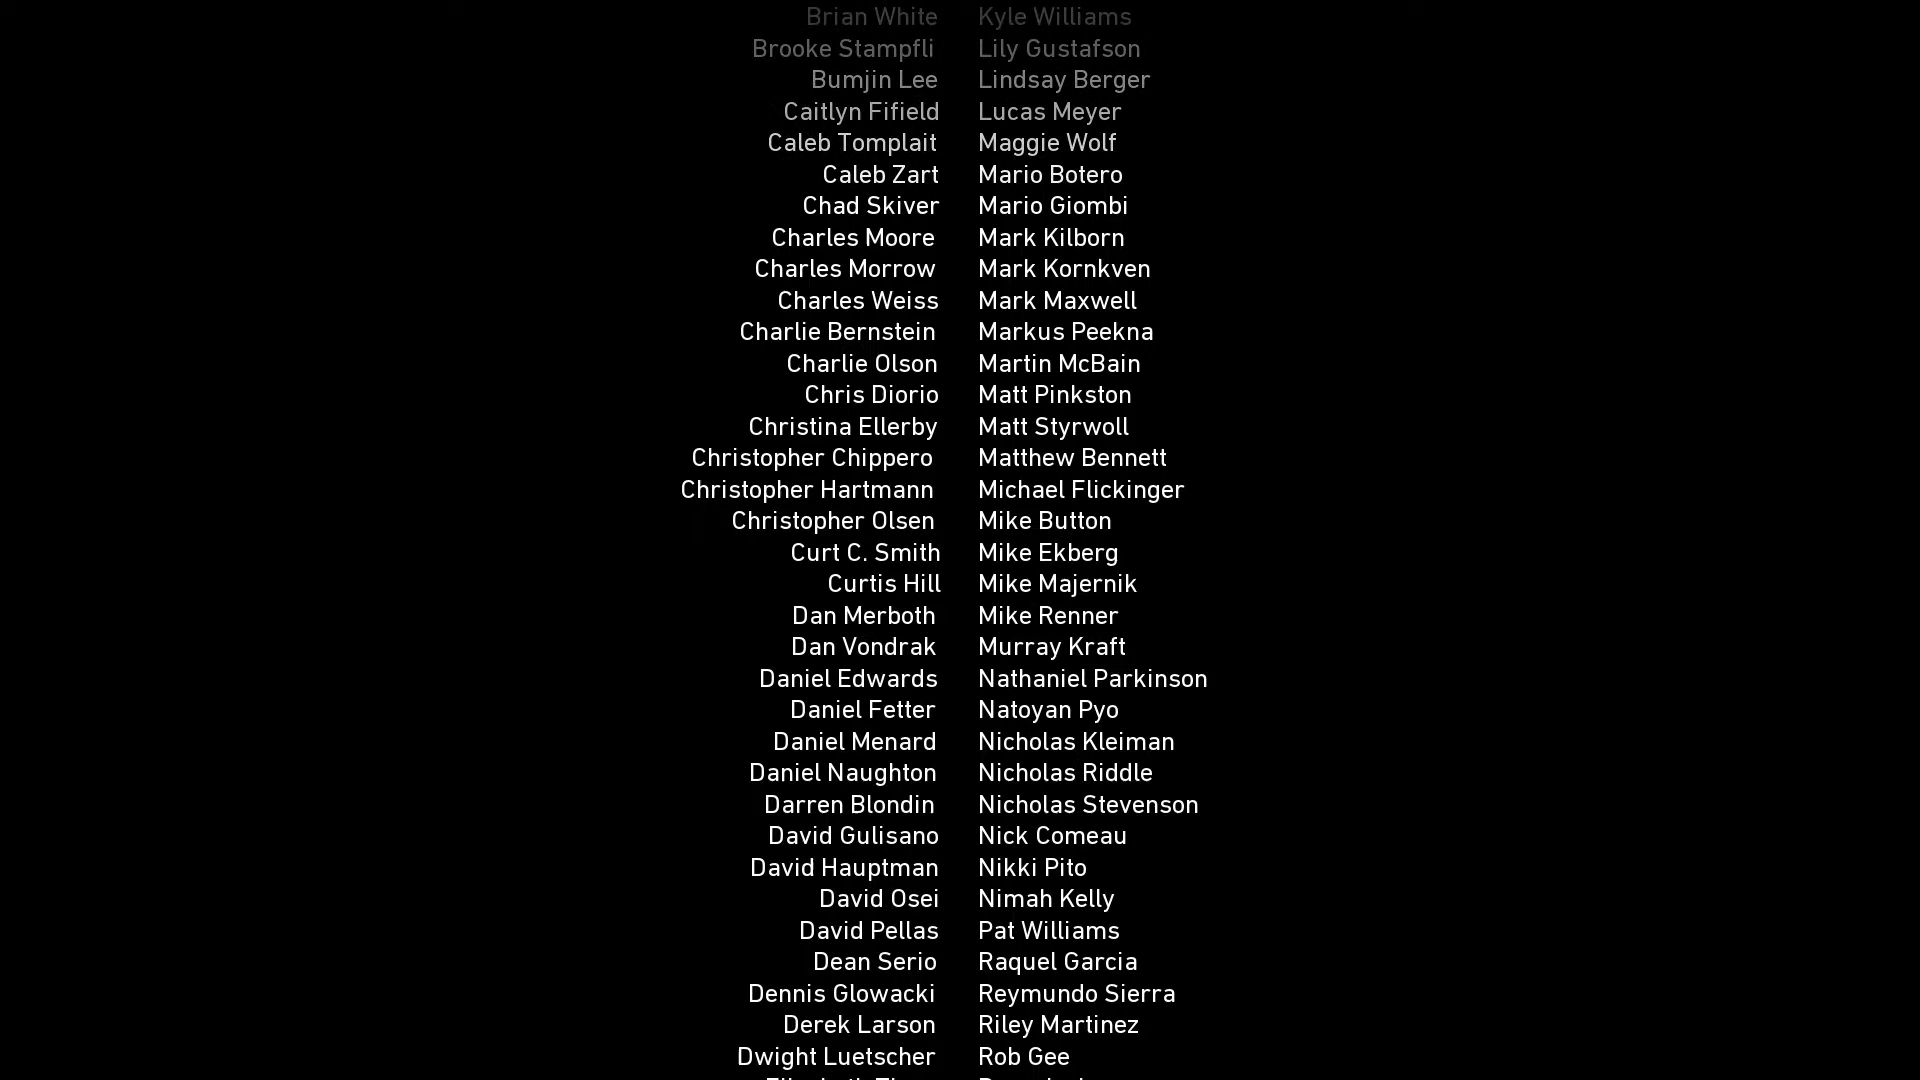 Brian White Kyle Williams
Brooke Stampfli Lily Gustafson
Bumjin Lee Lindsay Berger
Caitlyn Fifield Lucas Meyer
Caleb Tomplait Maggie Wolf
Caleb Zart Mario Botero
Chad Skiver Mario Giombi
Charles Moore Mark Kilborn
Charles Morrow Mark Kornkven
Charles Weiss Mark Maxwell
Charlie Bernstein Markus Peekna
Charlie Olson Martin McBain
Chris Diorio Matt Pinkston
Christina Ellerby Matt Styrwoll
Christopher Chippero Matthew Bennett
Christopher Hartmann Michael Flickinger
Christopher Olsen Mike Button
Curt C. Smith Mike Ekberg
Curtis Hill Mike Majernik
Dan Merboth Mike Renner
Dan Vondrak Murray Kraft
Daniel Edwards Nathaniel Parkinson
Daniel Fetter Natoyan Pyo
Daniel Menard Nicholas Kleiman
Daniel Naughton Nicholas Riddle
Darren Blondin Nicholas Stevenson
David Gulisano Nick Comeau
David Hauptman Nikki Pito
David Osei Nimah Kelly
David Pellas Pat Williams
Dean Serio Raquel Garcia
Dennis Glowacki Reymundo Sierra
Derek Larson Riley Martinez
Dwight Luetscher Rob Gee